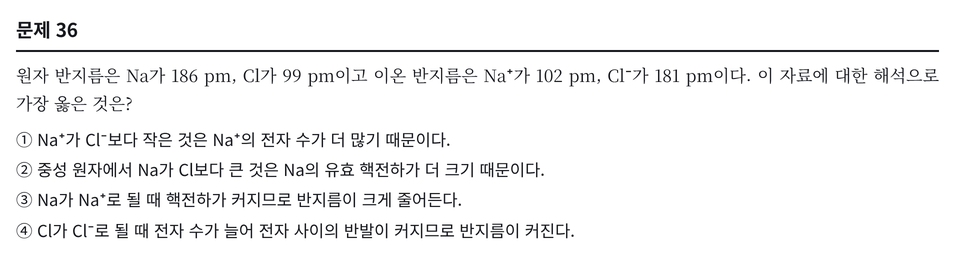 문제 36
원자 반지름은 Na가 186 pm, Cl가 99 pm이고 이온 반지름은 Na⁺가 102 pm, Cl⁻가 181 pm이다. 이 자료에 대한 해석으로
가장 옳은 것은?
① Na⁺가 Cl⁻보다 작은 것은 Na⁺의 전자 수가 더 많기 때문이다.
② 중성 원자에서 Na가 Cl보다 큰 것은 Na의 유효 핵전하가 더 크기 때문이다.
③ Na가 Na⁺로 될 때 핵전하가 커지므로 반지름이 크게 줄어든다.
④ Cl가 Cl⁻로 될 때 전자 수가 늘어 전자 사이의 반발이 커지므로 반지름이 커진다.